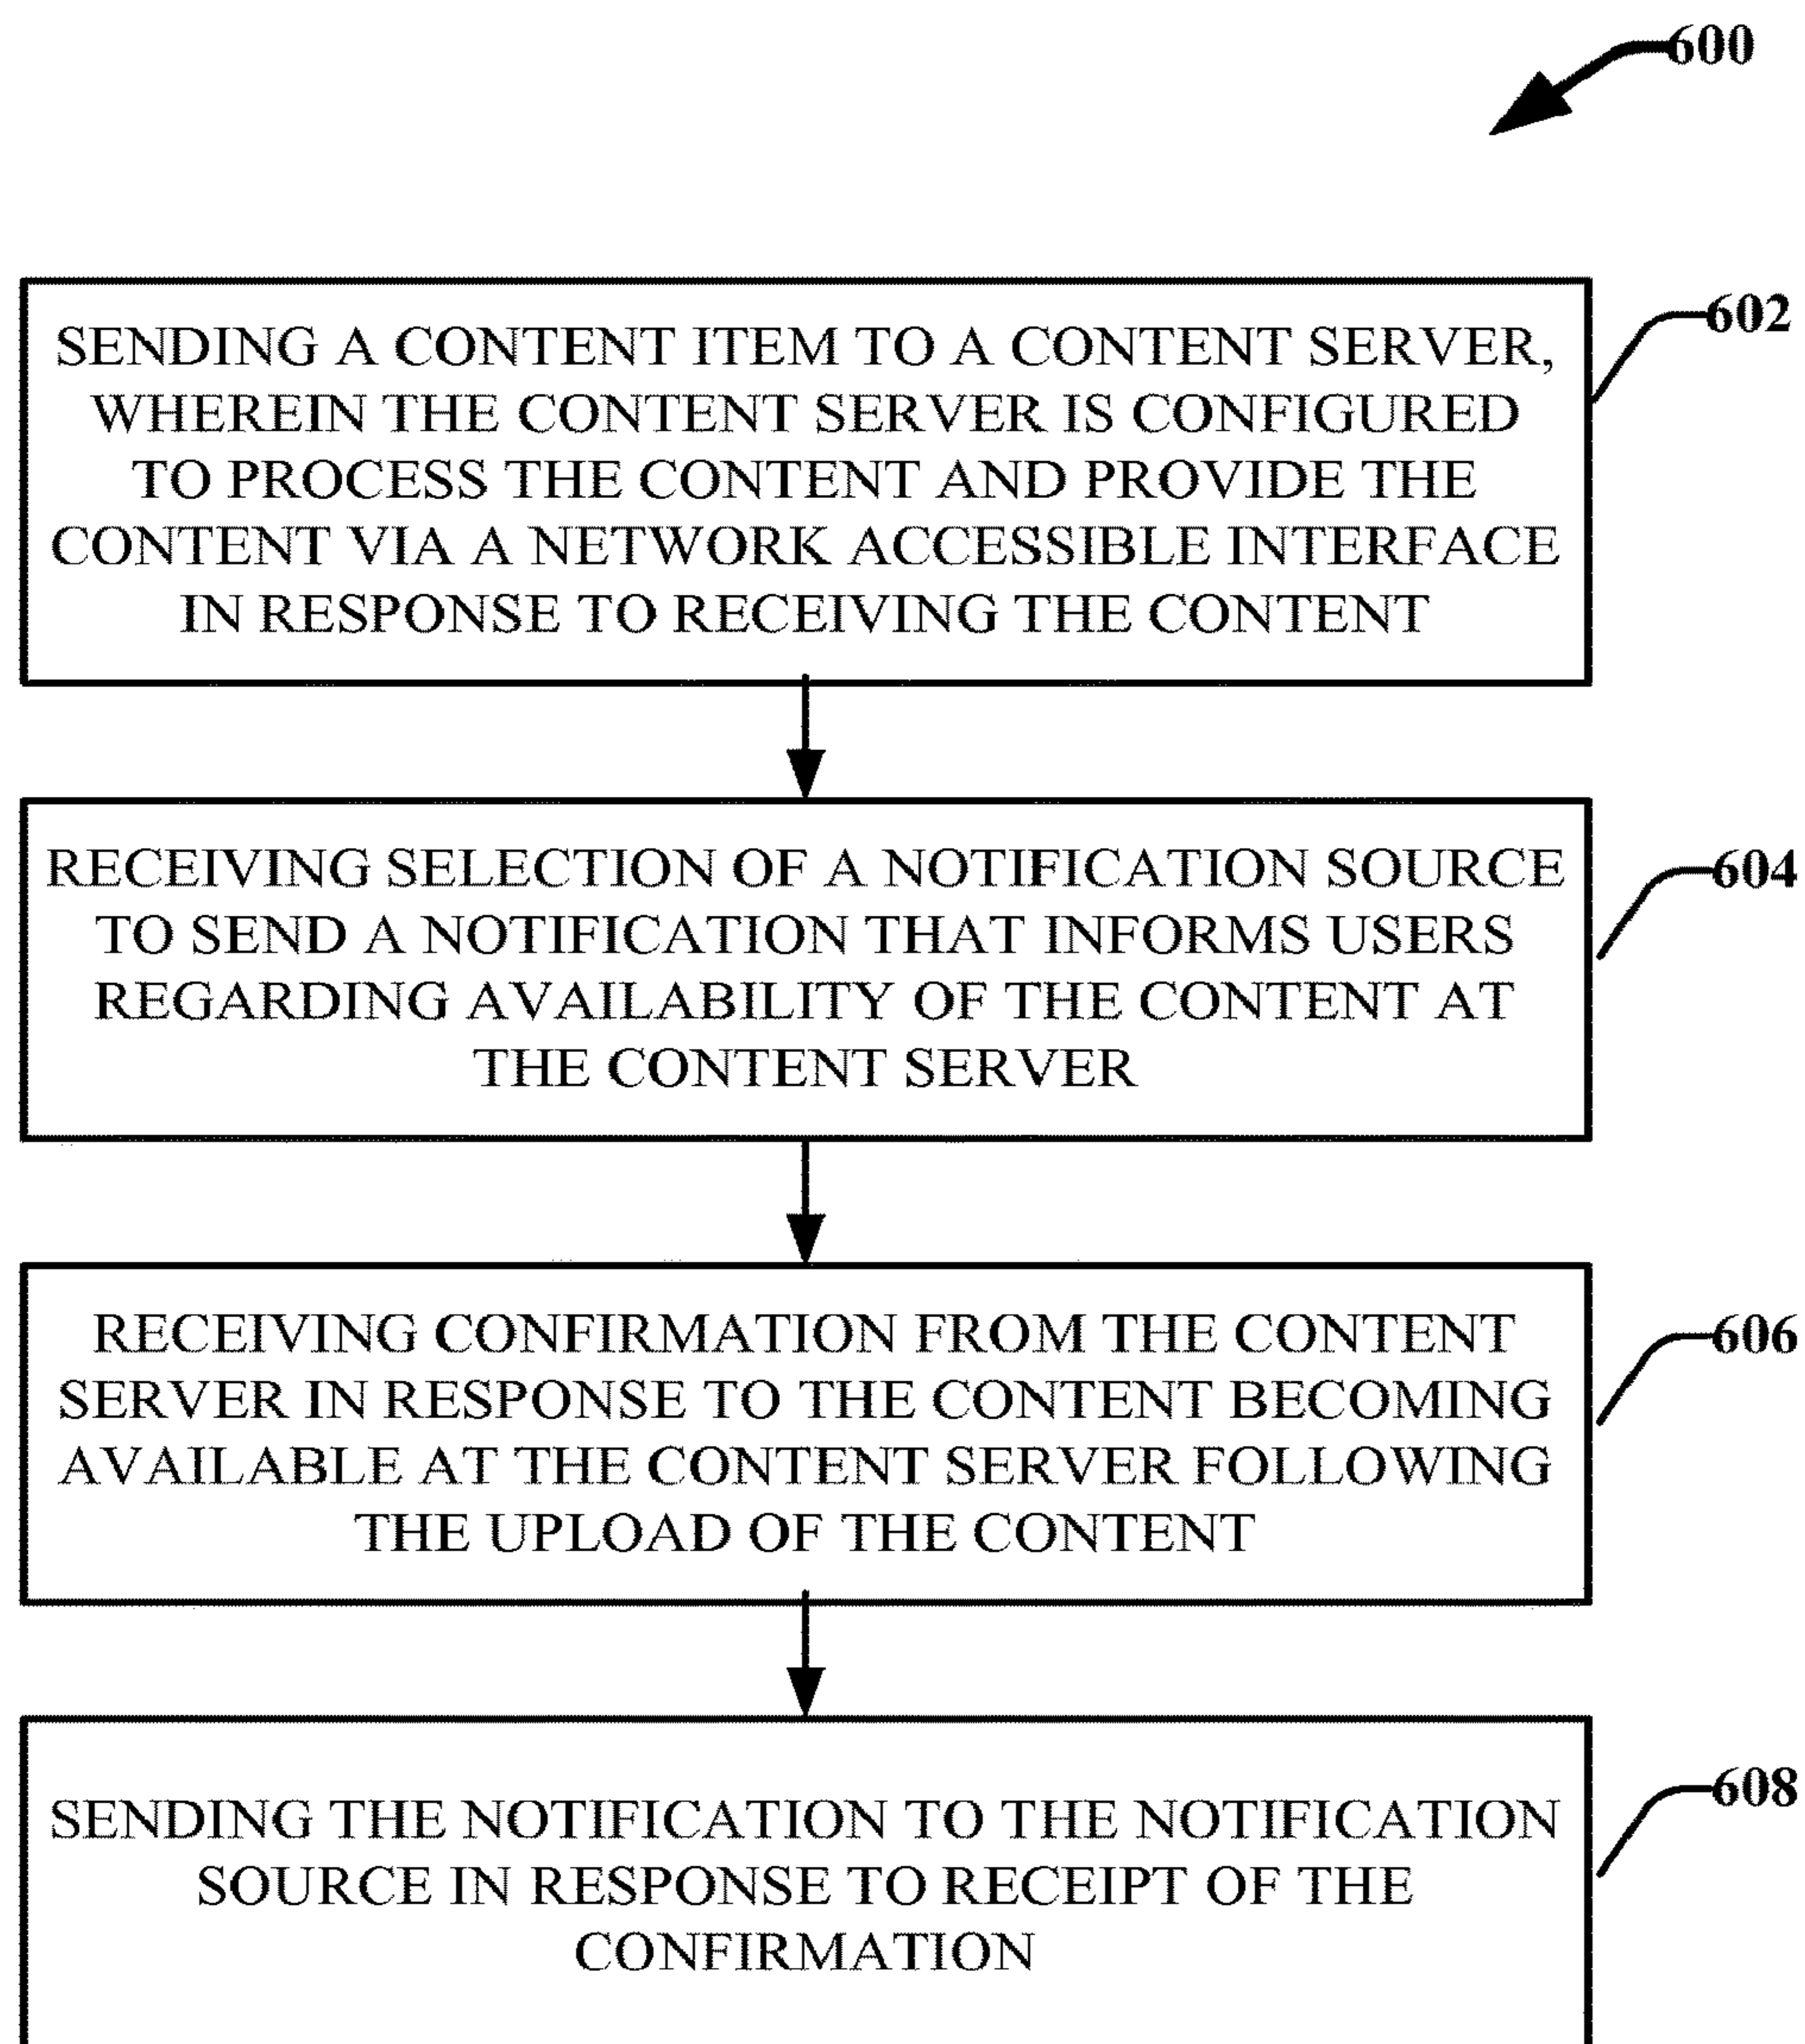 600
SENDING A CONTENT ITEM TO A CONTENT SERVER,
WHEREIN THE CONTENT SERVER IS CONFIGURED
TO PROCESS THE CONTENT AND PROVIDE THE
CONTENT VIA A NETWORK ACCESSIBLE INTERFACE
IN RESPONSE TO RECEIVING THE CONTENT
602
RECEIVING SELECTION OF A NOTIFICATION SOURCE
TO SEND A NOTIFICATION THAT INFORMS USERS
REGARDING AVAILABILITY OF THE CONTENT AT
THE CONTENT SERVER
604
RECEIVING CONFIRMATION FROM THE CONTENT
SERVER IN RESPONSE TO THE CONTENT BECOMING
AVAILABLE AT THE CONTENT SERVER FOLLOWING
THE UPLOAD OF THE CONTENT
606
SENDING THE NOTIFICATION TO THE NOTIFICATION
SOURCE IN RESPONSE TO RECEIPT OF THE
CONFIRMATION
608